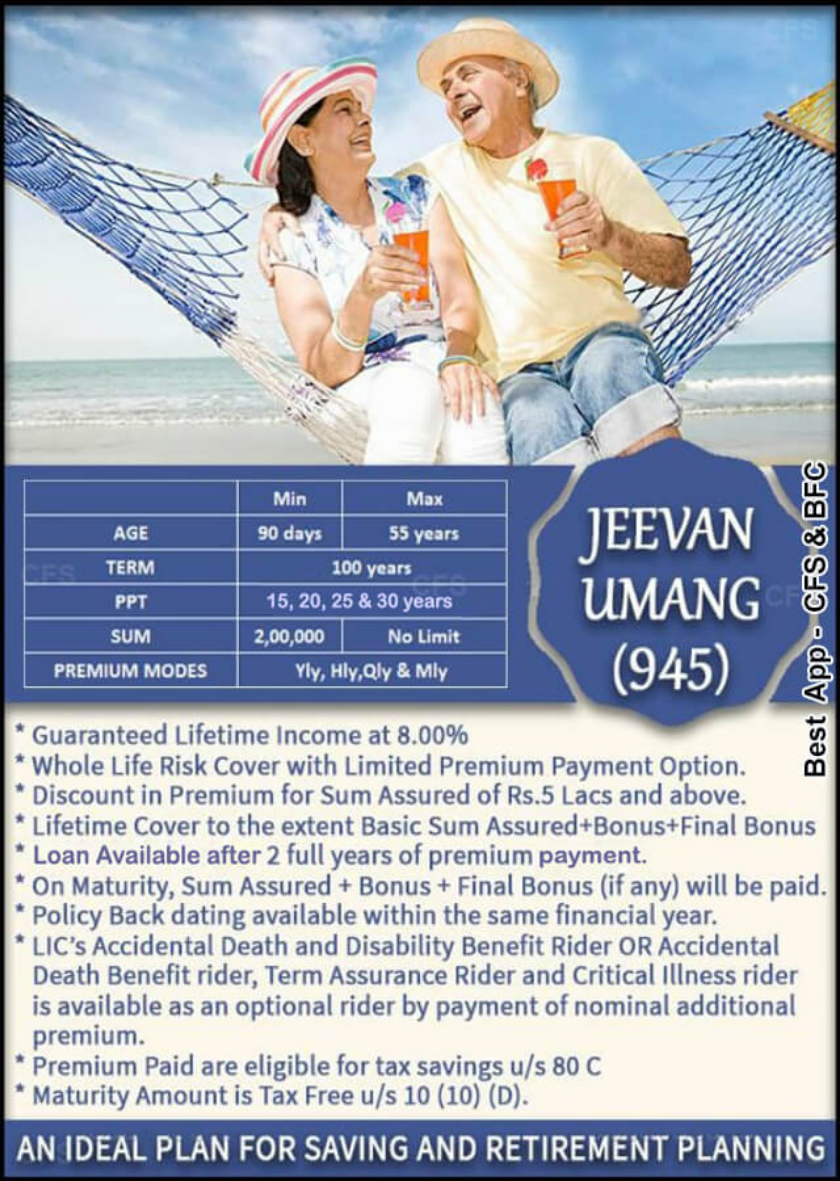 Min Max
AGE 90 days 55 years
TERM 100 years
PPT 15, 20, 25 & 30 years
SUM 2,00,000 No Limit
PREMIUM MODES Yly, Hly,Qly & Mly
JEEVAN
UMANG
(945)
Best App - CFS & BFC
* Guaranteed Lifetime Income at 8.00%
* Whole Life Risk Cover with Limited Premium Payment Option.
* Discount in Premium for Sum Assured of Rs.5 Lacs and above.
* Lifetime Cover to the extent Basic Sum Assured+Bonus+Final Bonus
* Loan Available after 2 full years of premium payment.
* On Maturity, Sum Assured + Bonus + Final Bonus (if any) will be paid.
* Policy Back dating available within the same financial year.
* LIC's Accidental Death and Disability Benefit Rider OR Accidental
Death Benefit rider, Term Assurance Rider and Critical Illness rider
is available as an optional rider by payment of nominal additional
premium.
* Premium Paid are eligible for tax savings u/s 80 C
* Maturity Amount is Tax Free u/s 10 (10) (D).
AN IDEAL PLAN FOR SAVING AND RETIREMENT PLANNING
CFS
CFS
CFS